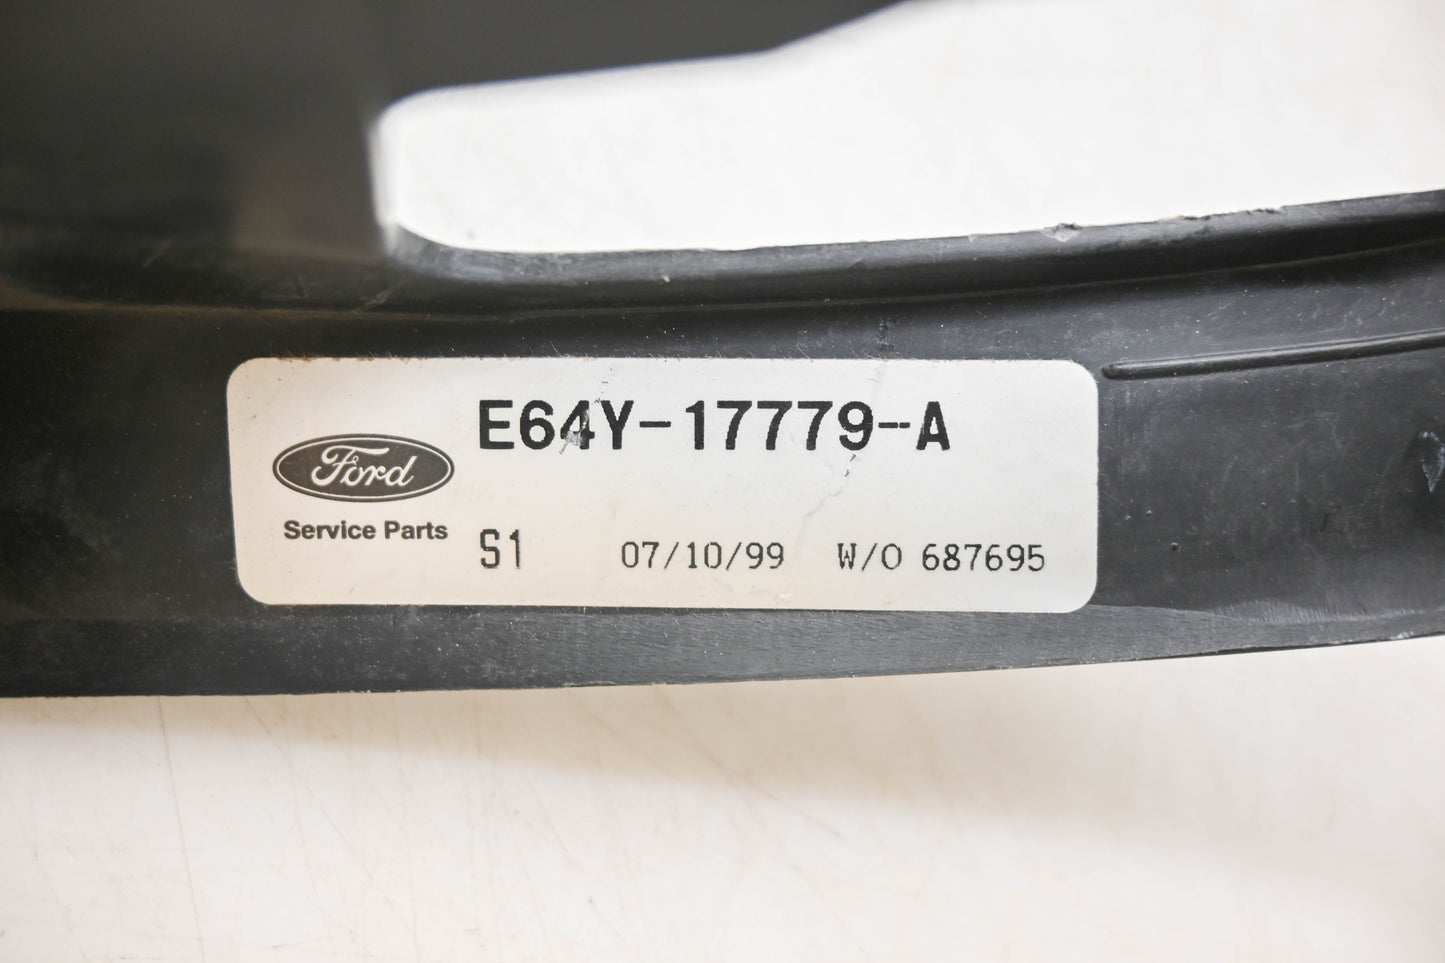 E64Y-17779-A
Ford
Service Parts
S1 07/10/99 W/O 687695